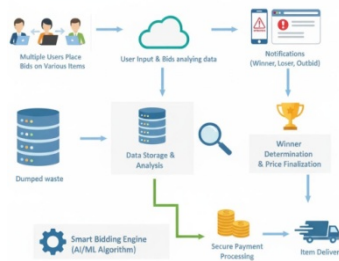 Multiple Users Place
Bids on Various Items
User Input & Bids analying data
Notifications
(Winner, Loser, Outbid)
Dumped waste
Data Storage &
Analysis
Winner
Determination
& Price Finalization
Smart Bidding Engine
(AI/ML Algorithm)
Secure Payment
Processing
Item Deliver